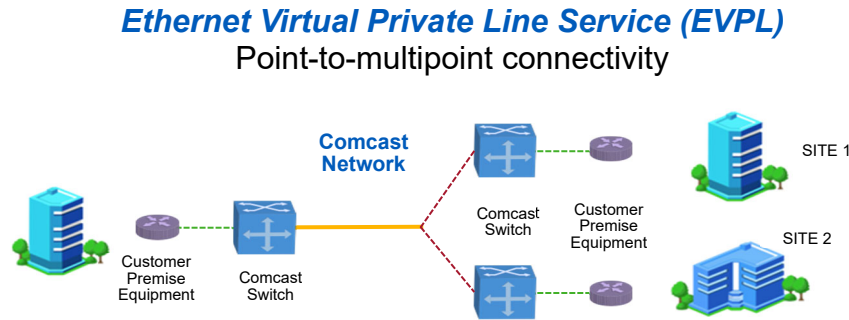 Ethernet Virtual Private Line Service (EVPL)
Point-to-multipoint connectivity
Comcast
Network
SITE 1
Customer
Premise
Equipment
Comcast
Switch
Comcast
Switch
Customer
Premise
Equipment
SITE 2